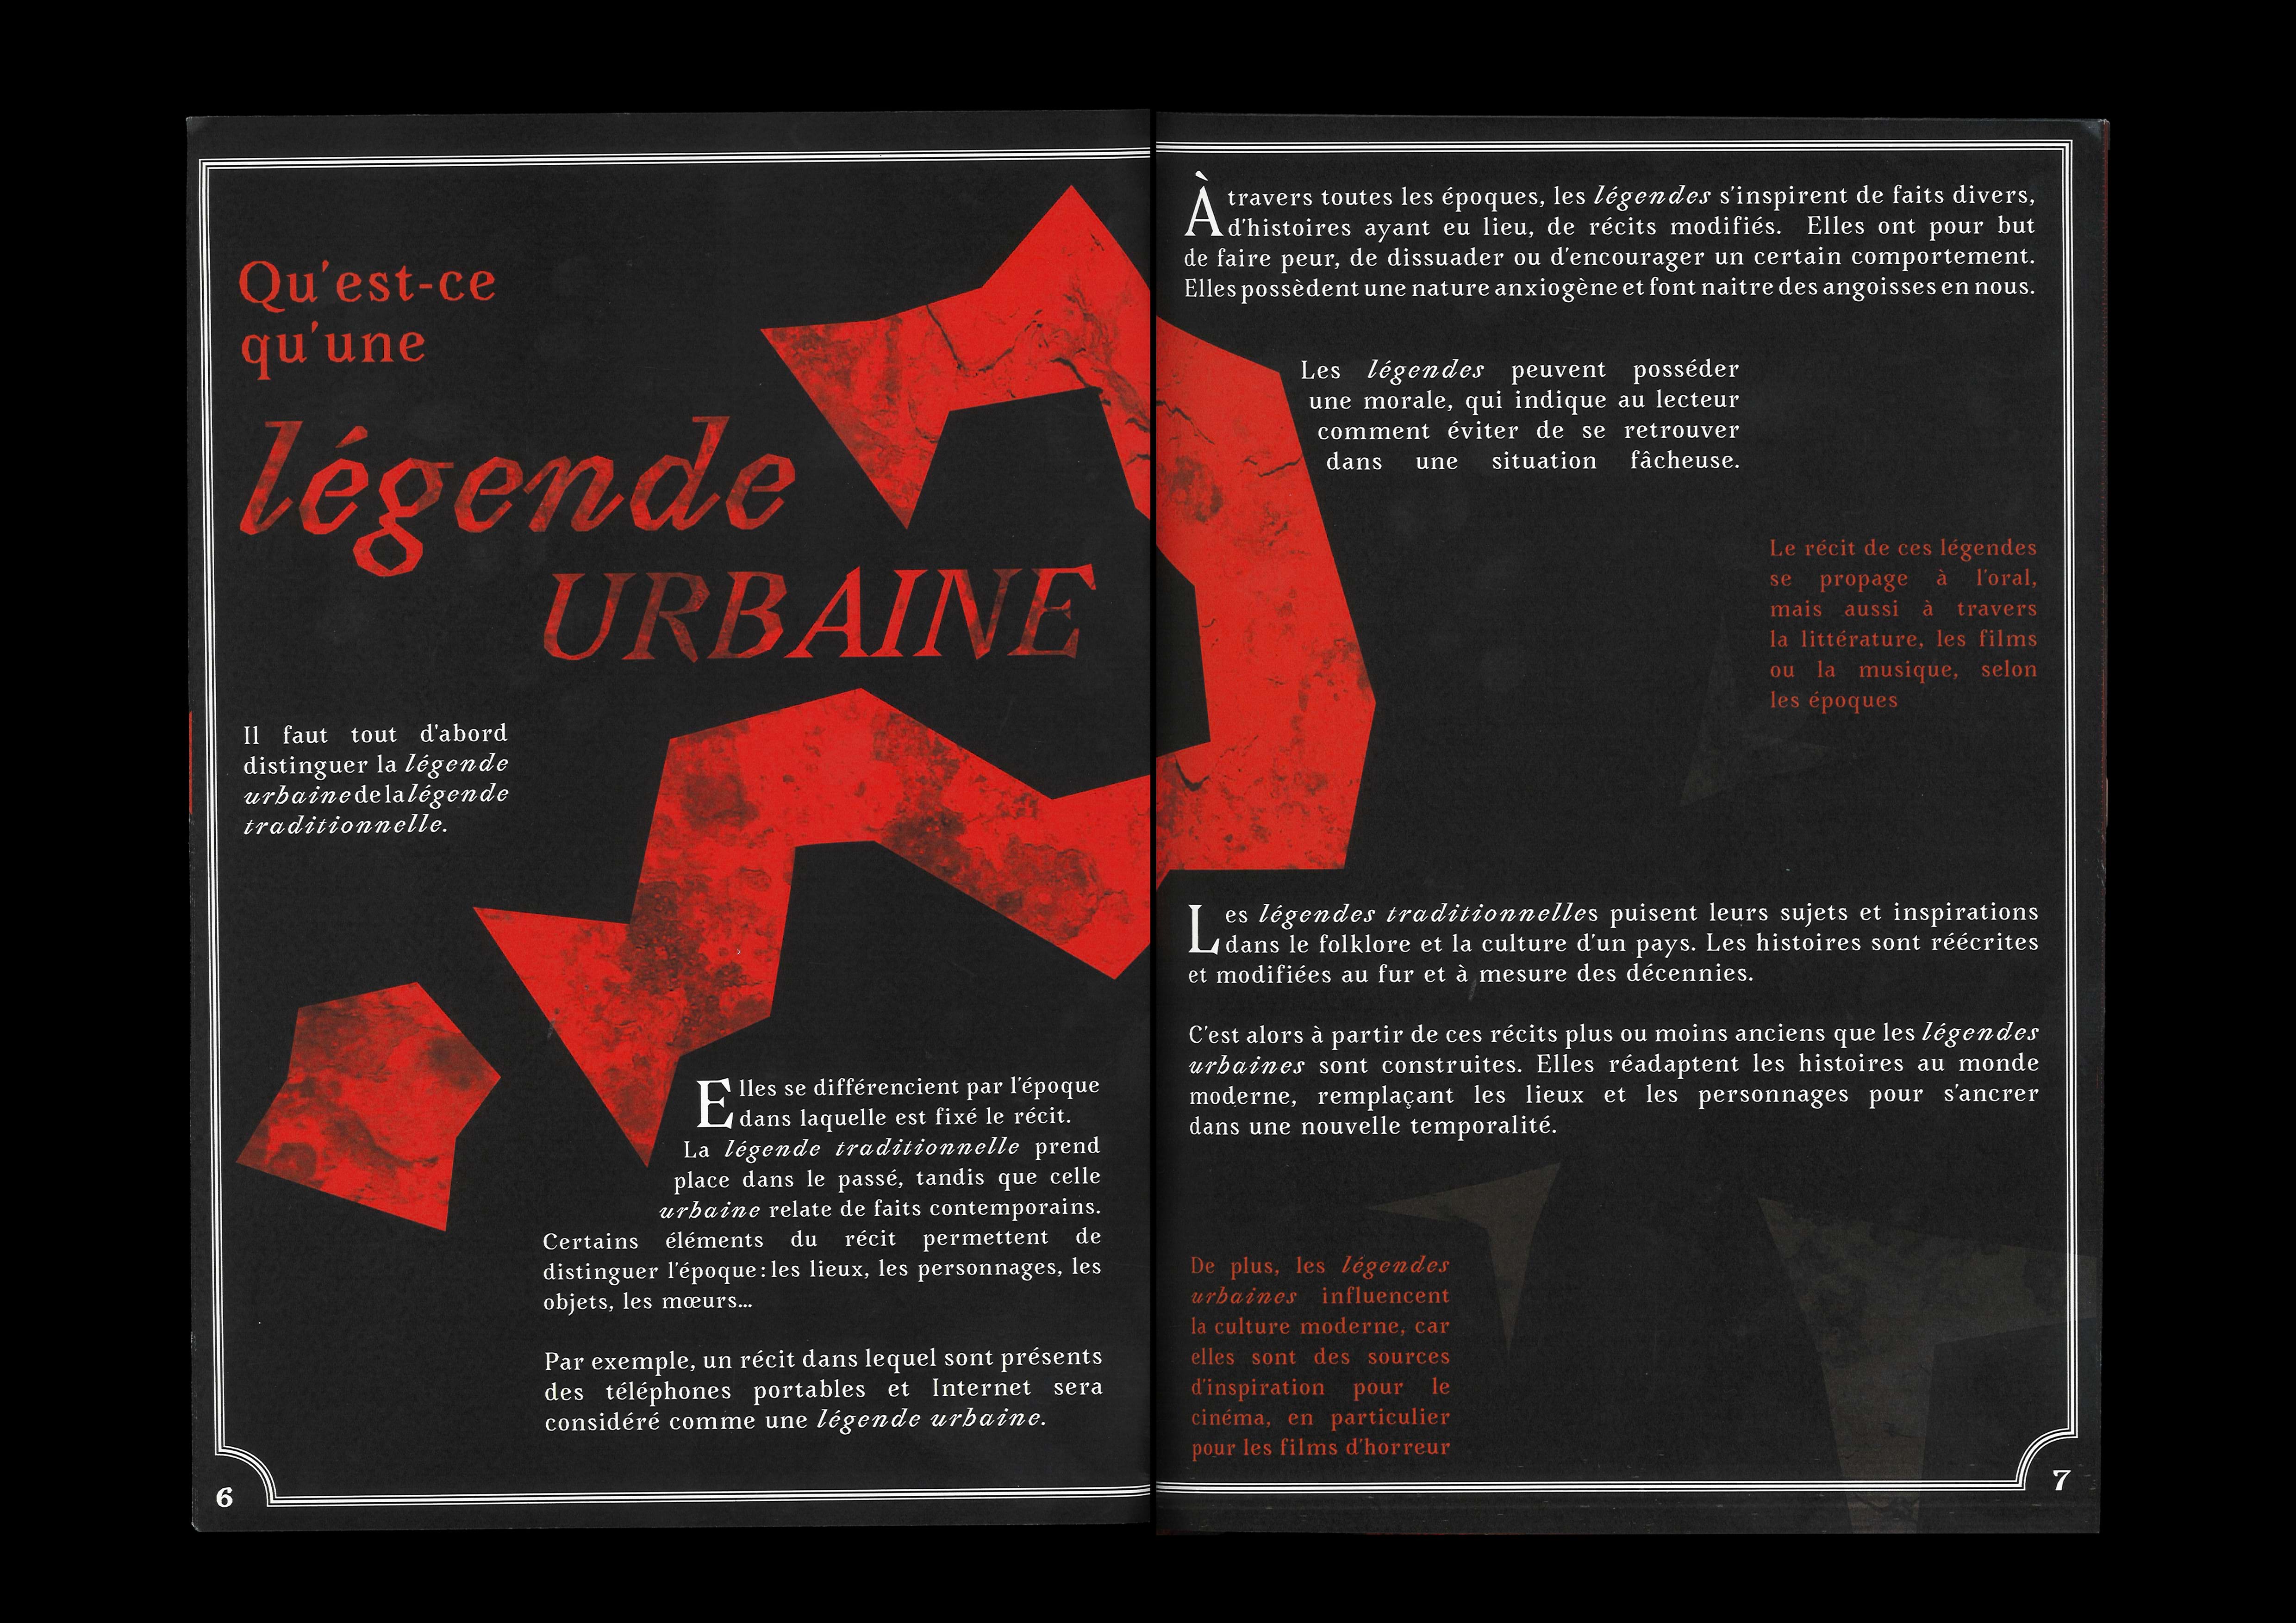 Qu'est-ce
qu'une
légende
URBAINE
Il faut tout d'abord
distinguer la légende
urbaine de la légende
traditionnelle.
Elles se différencient par l'époque
dans laquelle est fixé le récit.
La légende traditionnelle prend
place dans le passé, tandis que celle
urbaine relate de faits contemporains.
Certains éléments du récit permettent de
distinguer l'époque : les lieux, les personnages, les
objets, les mœurs...
Par exemple, un récit dans lequel sont présents
des téléphones portables et Internet sera
considéré comme une légende urbaine.
6
À travers toutes les époques, les légendes s'inspirent de faits divers,
d'histoires ayant eu lieu, de récits modifiés. Elles ont pour but
de faire peur, de dissuader ou d'encourager un certain comportement.
Elles possèdent une nature anxiogène et font naitre des angoisses en nous.
Les légendes peuvent posséder
une morale, qui indique au lecteur
comment éviter de se retrouver
dans une situation fâcheuse.
Le récit de ces légendes
se propage à l'oral,
mais aussi à travers
la littérature, les films
ou la musique, selon
les époques
Les légendes traditionnelles puisent leurs sujets et inspirations
dans le folklore et la culture d'un pays. Les histoires sont réécrites
et modifiées au fur et à mesure des décennies.
C'est alors à partir de ces récits plus ou moins anciens que les légendes
urbaines sont construites. Elles réadaptent les histoires au monde
moderne, remplaçant les lieux et les personnages pour s'ancrer
dans une nouvelle temporalité.
De plus, les légendes
urbaines influencent
la culture moderne, car
elles sont des sources
d'inspiration pour le
cinéma, en particulier
pour les films d'horreur
7